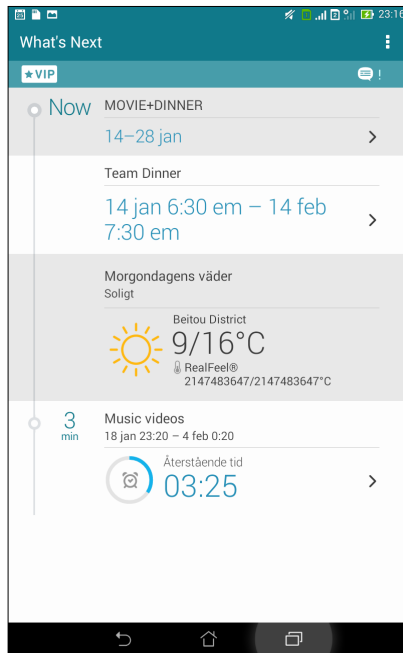 23:16
What's Next
VIP
!
Now
MOVIE+DINNER
14–28 jan
Team Dinner
14 jan 6:30 em – 14 feb
7:30 em
Morgondagens väder
Soligt
Beitou District
9/16°C
RealFeel®
2147483647/2147483647°C
3
min
Music videos
18 jan 23:20 – 4 feb 0:20
Återstående tid
03:25